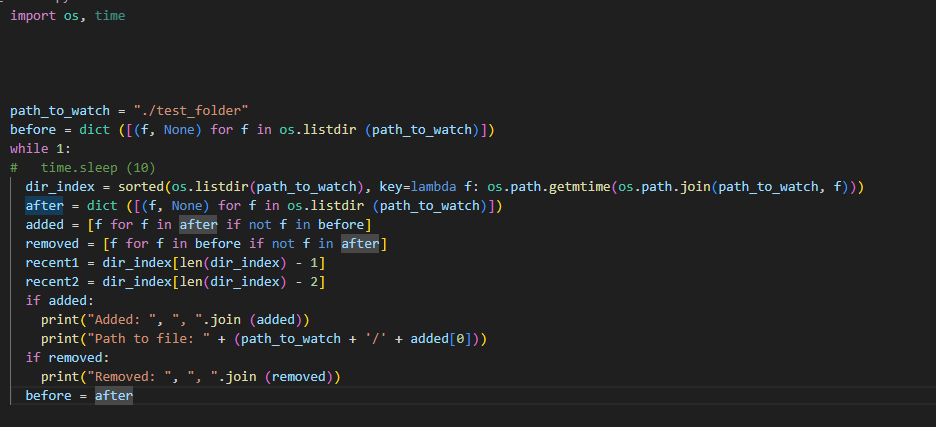 import os, time
path_to_watch = "./test_folder"
before = dict ([(f, None) for f in os.listdir (path_to_watch)])
while 1:
#   time.sleep (10)
  dir_index = sorted(os.listdir(path_to_watch), key=lambda f: os.path.getmtime(os.path.join(path_to_watch, f)))
  after = dict ([(f, None) for f in os.listdir (path_to_watch)])
  added = [f for f in after if not f in before]
  removed = [f for f in before if not f in after]
  recent1 = dir_index[len(dir_index) - 1]
  recent2 = dir_index[len(dir_index) - 2]
  if added:
    print("Added: ", ", ".join (added))
    print("Path to file: " + (path_to_watch + '/' + added[0]))
  if removed:
    print("Removed: ", ", ".join (removed))
  before = after